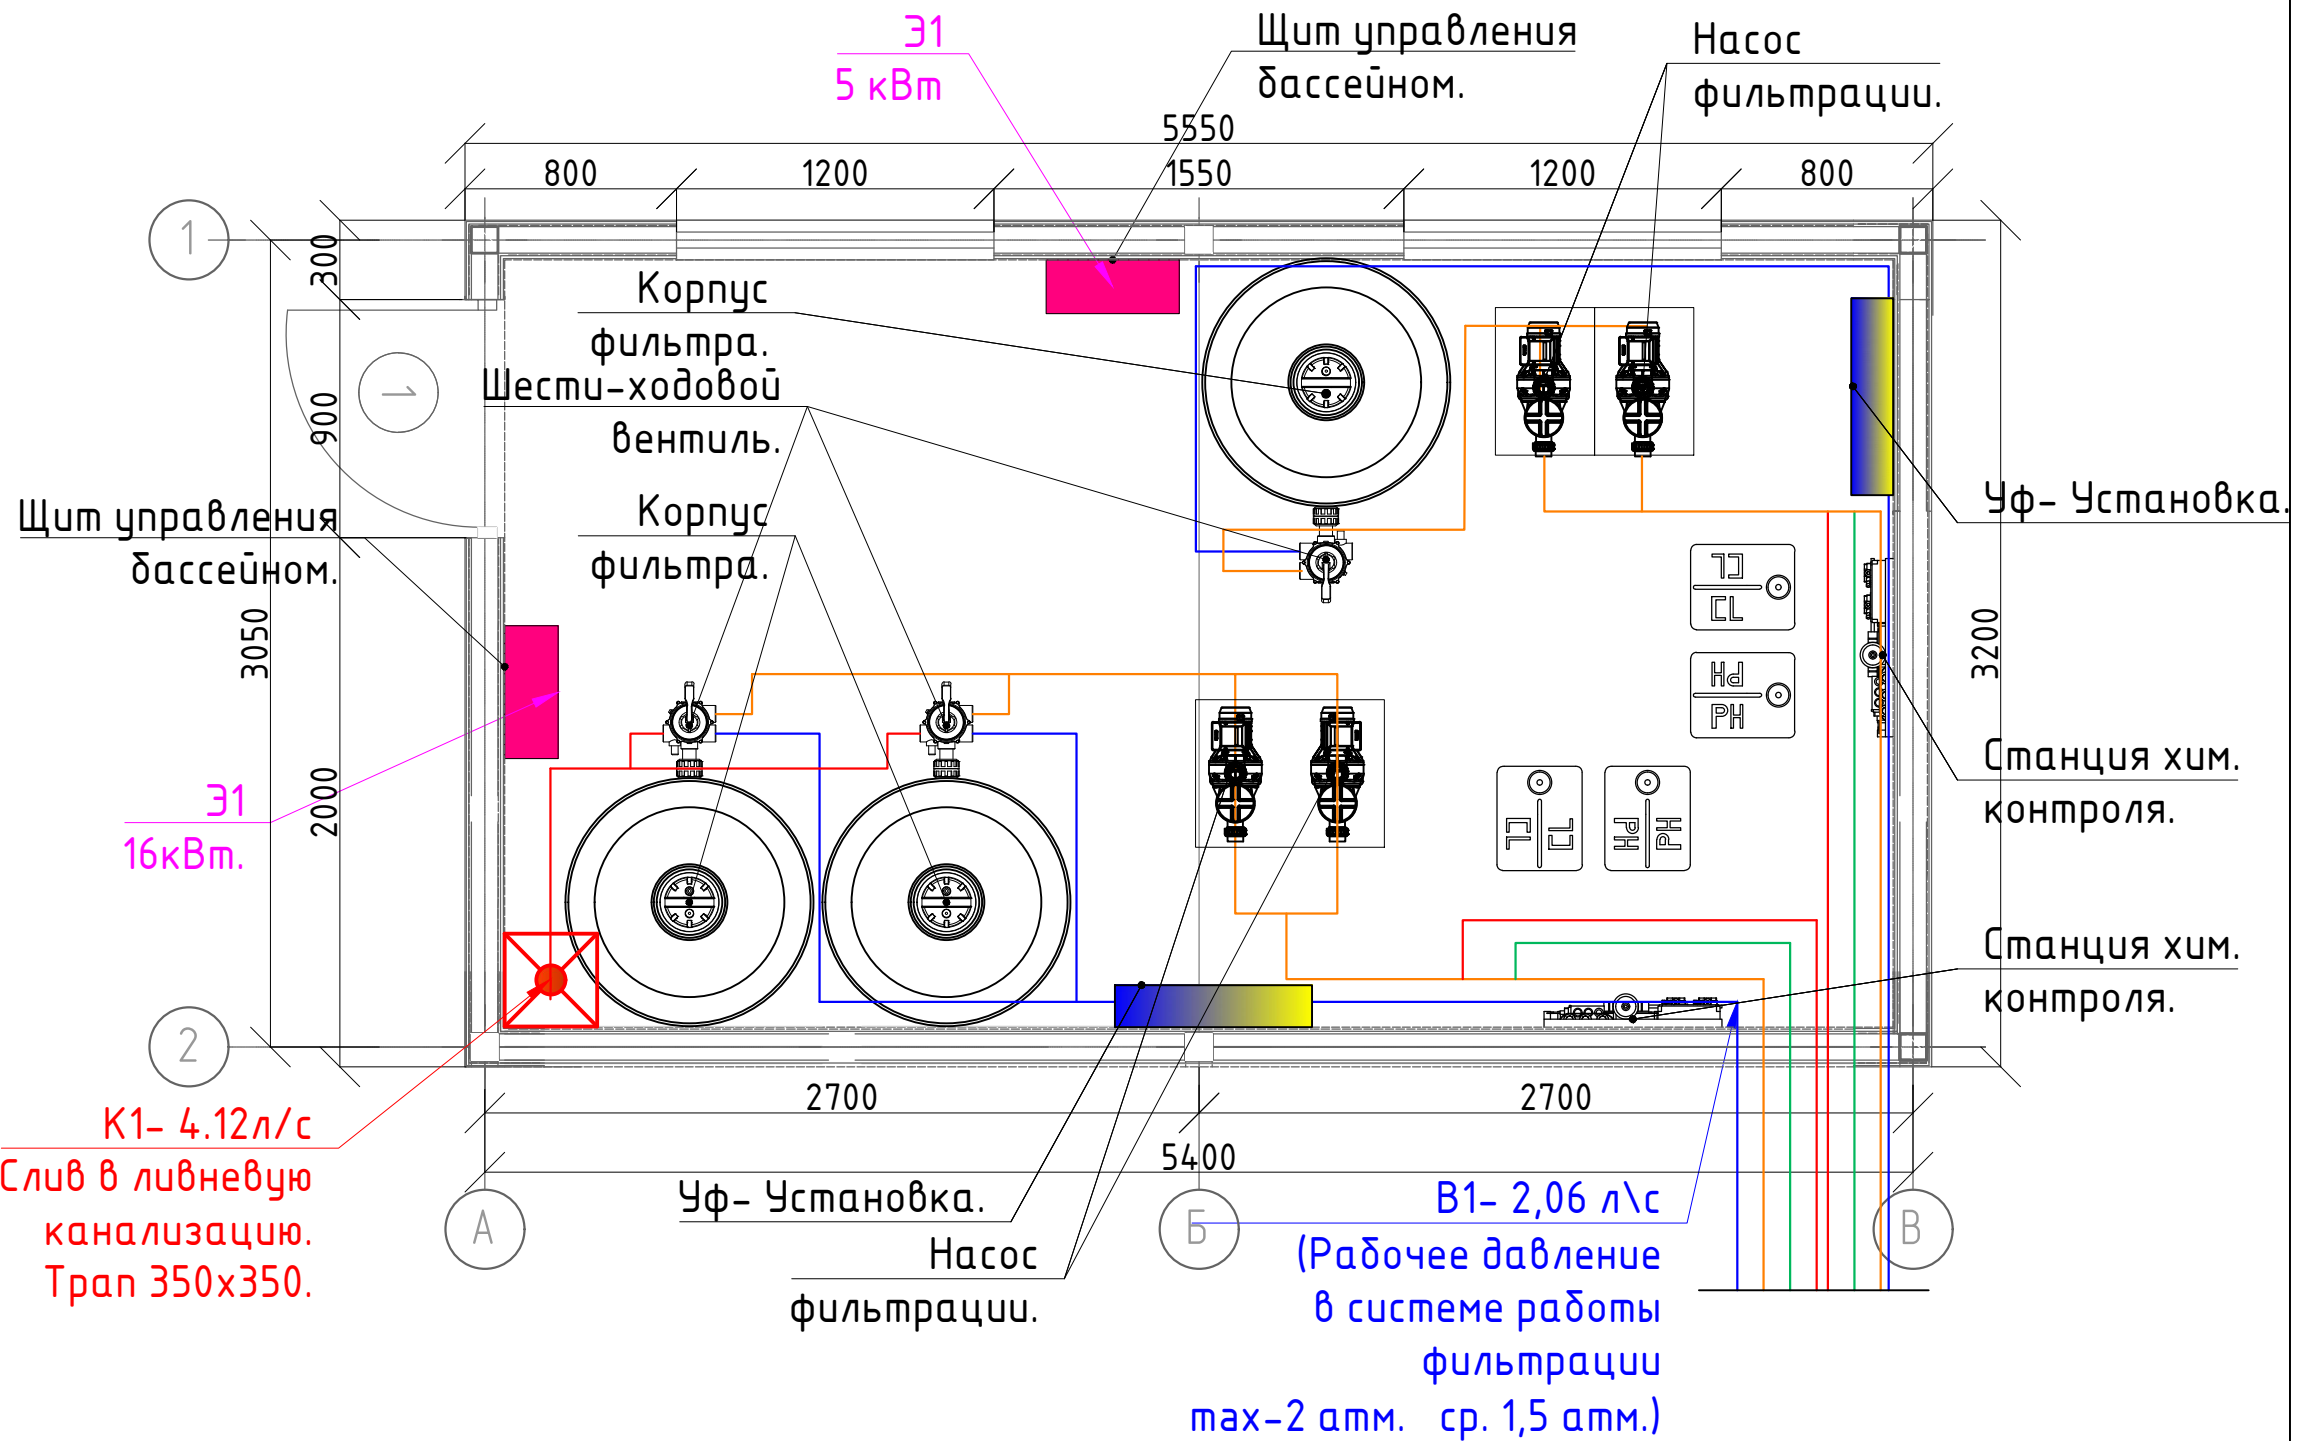 Э1
5 кВт
Щит управления
бассейном.
Насос
фильтрации.
5550
800
1200
1550
1200
800
1
300
900
3050
2000
3200
1
Корпус
фильтра.
Шести-ходовой
вентиль.
Корпус
фильтра.
Щит управления
бассейном.
Уф- Установка.
CL
CL
PH
PH
CL
CL
PH
PH
Э1
16кВт.
Станция хим.
контроля.
Станция хим.
контроля.
2
2700
2700
5400
К1- 4.12л/с
Слив в ливневую
канализацию.
Трап 350х350.
А
Б
В
Уф- Установка.
Насос
фильтрации.
В1- 2,06 л\с
(Рабочее давление
в системе работы
фильтрации
max-2 атм. ср. 1,5 атм.)